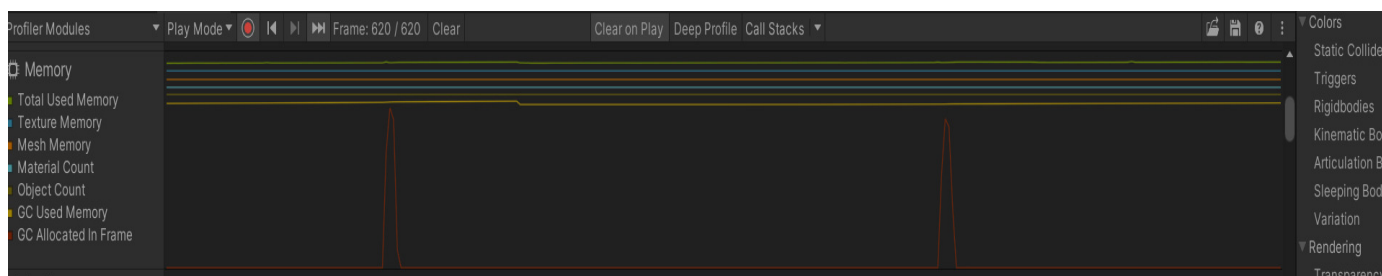 Profiler Modules Play Mode Frame: 620 / 620 Clear Clear on Play Deep Profile Call Stacks
Memory
Total Used Memory
Texture Memory
Mesh Memory
Material Count
Object Count
GC Used Memory
GC Allocated In Frame
Colors
Static Collide
Triggers
Rigidbodies
Kinematic Bo
Articulation B
Sleeping Bod
Variation
Rendering
Transparency